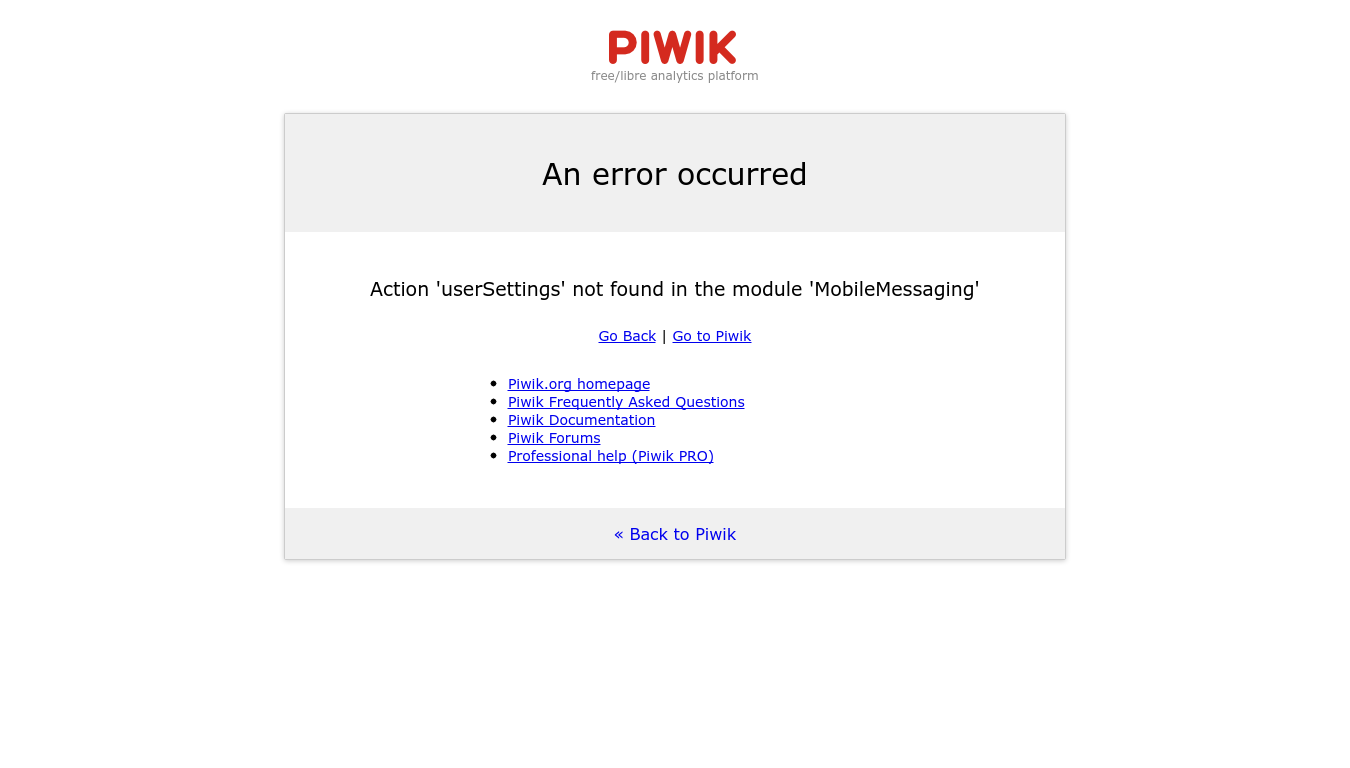 PIWIK
free/libre analytics platform
An error occurred
Action 'userSettings' not found in the module 'MobileMessaging'
Go Back | Go to Piwik
• Piwik.org homepage
• Piwik Frequently Asked Questions
• Piwik Documentation
• Piwik Forums
• Professional help (Piwik PRO)
« Back to Piwik